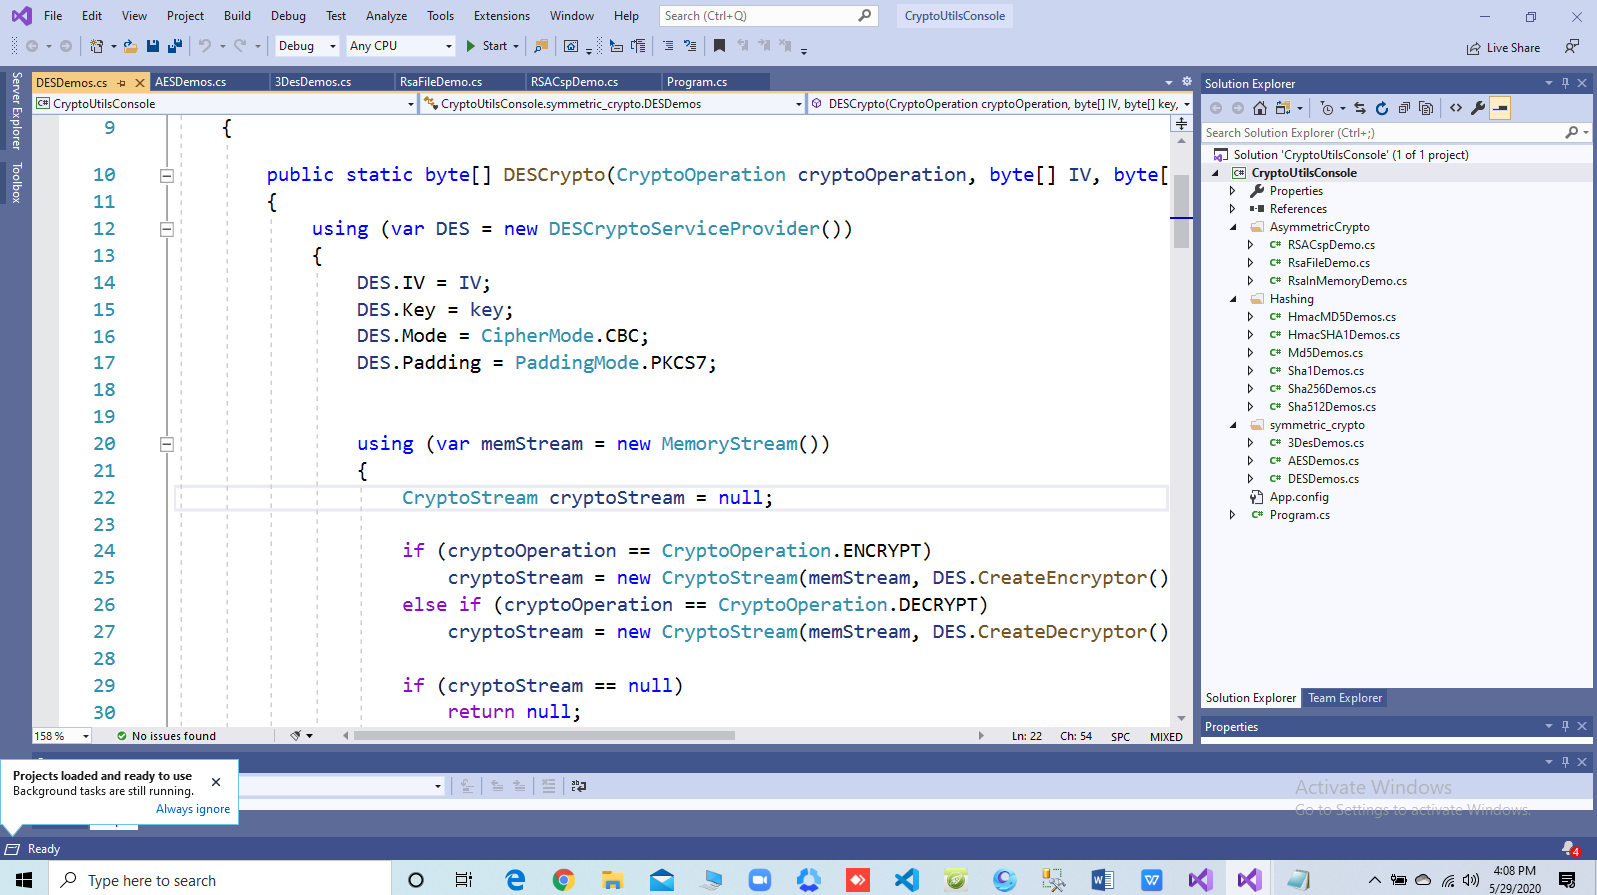 File Edit View Project Build Debug Test Analyze Tools Extensions Window Help Search (Ctrl+Q) CryptoUtilsConsole
Debug Any CPU Start Live Share
Server Explorer
Toolbox
DESDemos.cs AESDemos.cs 3DesDemos.cs RsaFileDemo.cs RSACspDemo.cs Program.cs
CryptoUtilsConsole CryptoUtilsConsole.symmetric_crypto.DESDemos DESCrypto(CryptoOperation cryptoOperation, byte[] IV, byte[] key,
9 {
10 public static byte[] DESCrypto(CryptoOperation cryptoOperation, byte[] IV, byte[
11 {
12 using (var DES = new DESCryptoServiceProvider())
13 {
14 DES.IV = IV;
15 DES.Key = key;
16 DES.Mode = CipherMode.CBC;
17 DES.Padding = PaddingMode.PKCS7;
18
19
20 using (var memStream = new MemoryStream())
21 {
22 CryptoStream cryptoStream = null;
23
24 if (cryptoOperation == CryptoOperation.ENCRYPT)
25 cryptoStream = new CryptoStream(memStream, DES.CreateEncryptor()
26 else if (cryptoOperation == CryptoOperation.DECRYPT)
27 cryptoStream = new CryptoStream(memStream, DES.CreateDecryptor()
28
29 if (cryptoStream == null)
30 return null;
158 % No issues found Ln: 22 Ch: 54 SPC MIXED
Solution Explorer
Search Solution Explorer (Ctrl+;)
Solution 'CryptoUtilsConsole' (1 of 1 project)
C# CryptoUtilsConsole
Properties
References
AsymmetricCrypto
C# RSACspDemo.cs
C# RsaFileDemo.cs
C# RsaInMemoryDemo.cs
Hashing
C# HmacMD5Demos.cs
C# HmacSHA1Demos.cs
C# Md5Demos.cs
C# Sha1Demos.cs
C# Sha256Demos.cs
C# Sha512Demos.cs
symmetric_crypto
C# 3DesDemos.cs
C# AESDemos.cs
C# DESDemos.cs
App.config
C# Program.cs
Solution Explorer Team Explorer
Properties
Projects loaded and ready to use
Background tasks are still running.
Always ignore
Activate Windows
Go to Settings to activate Windows.
Ready 4
Type here to search
4:08 PM
5/29/2020